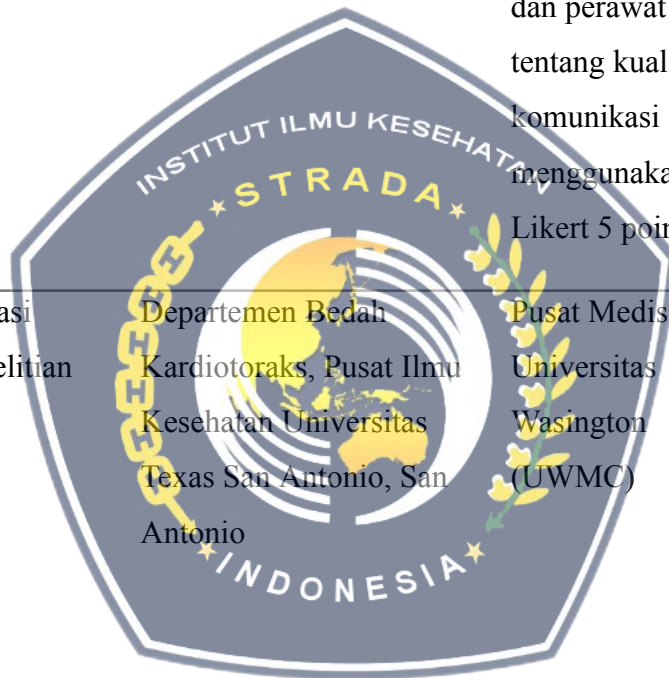 dan perawat
tentang kual
komunikasi
menggunaka
Likert 5 poin
INSTITUT ILMU KESEHATAN
STRADA
asi Departemen Bedah Pusat Medis
elitian Kardiotoraks, Pusat Ilmu Universitas
Kesehatan Universitas Wasington
Texas San Antonio, San (UWMC)
Antonio
INDONESIA